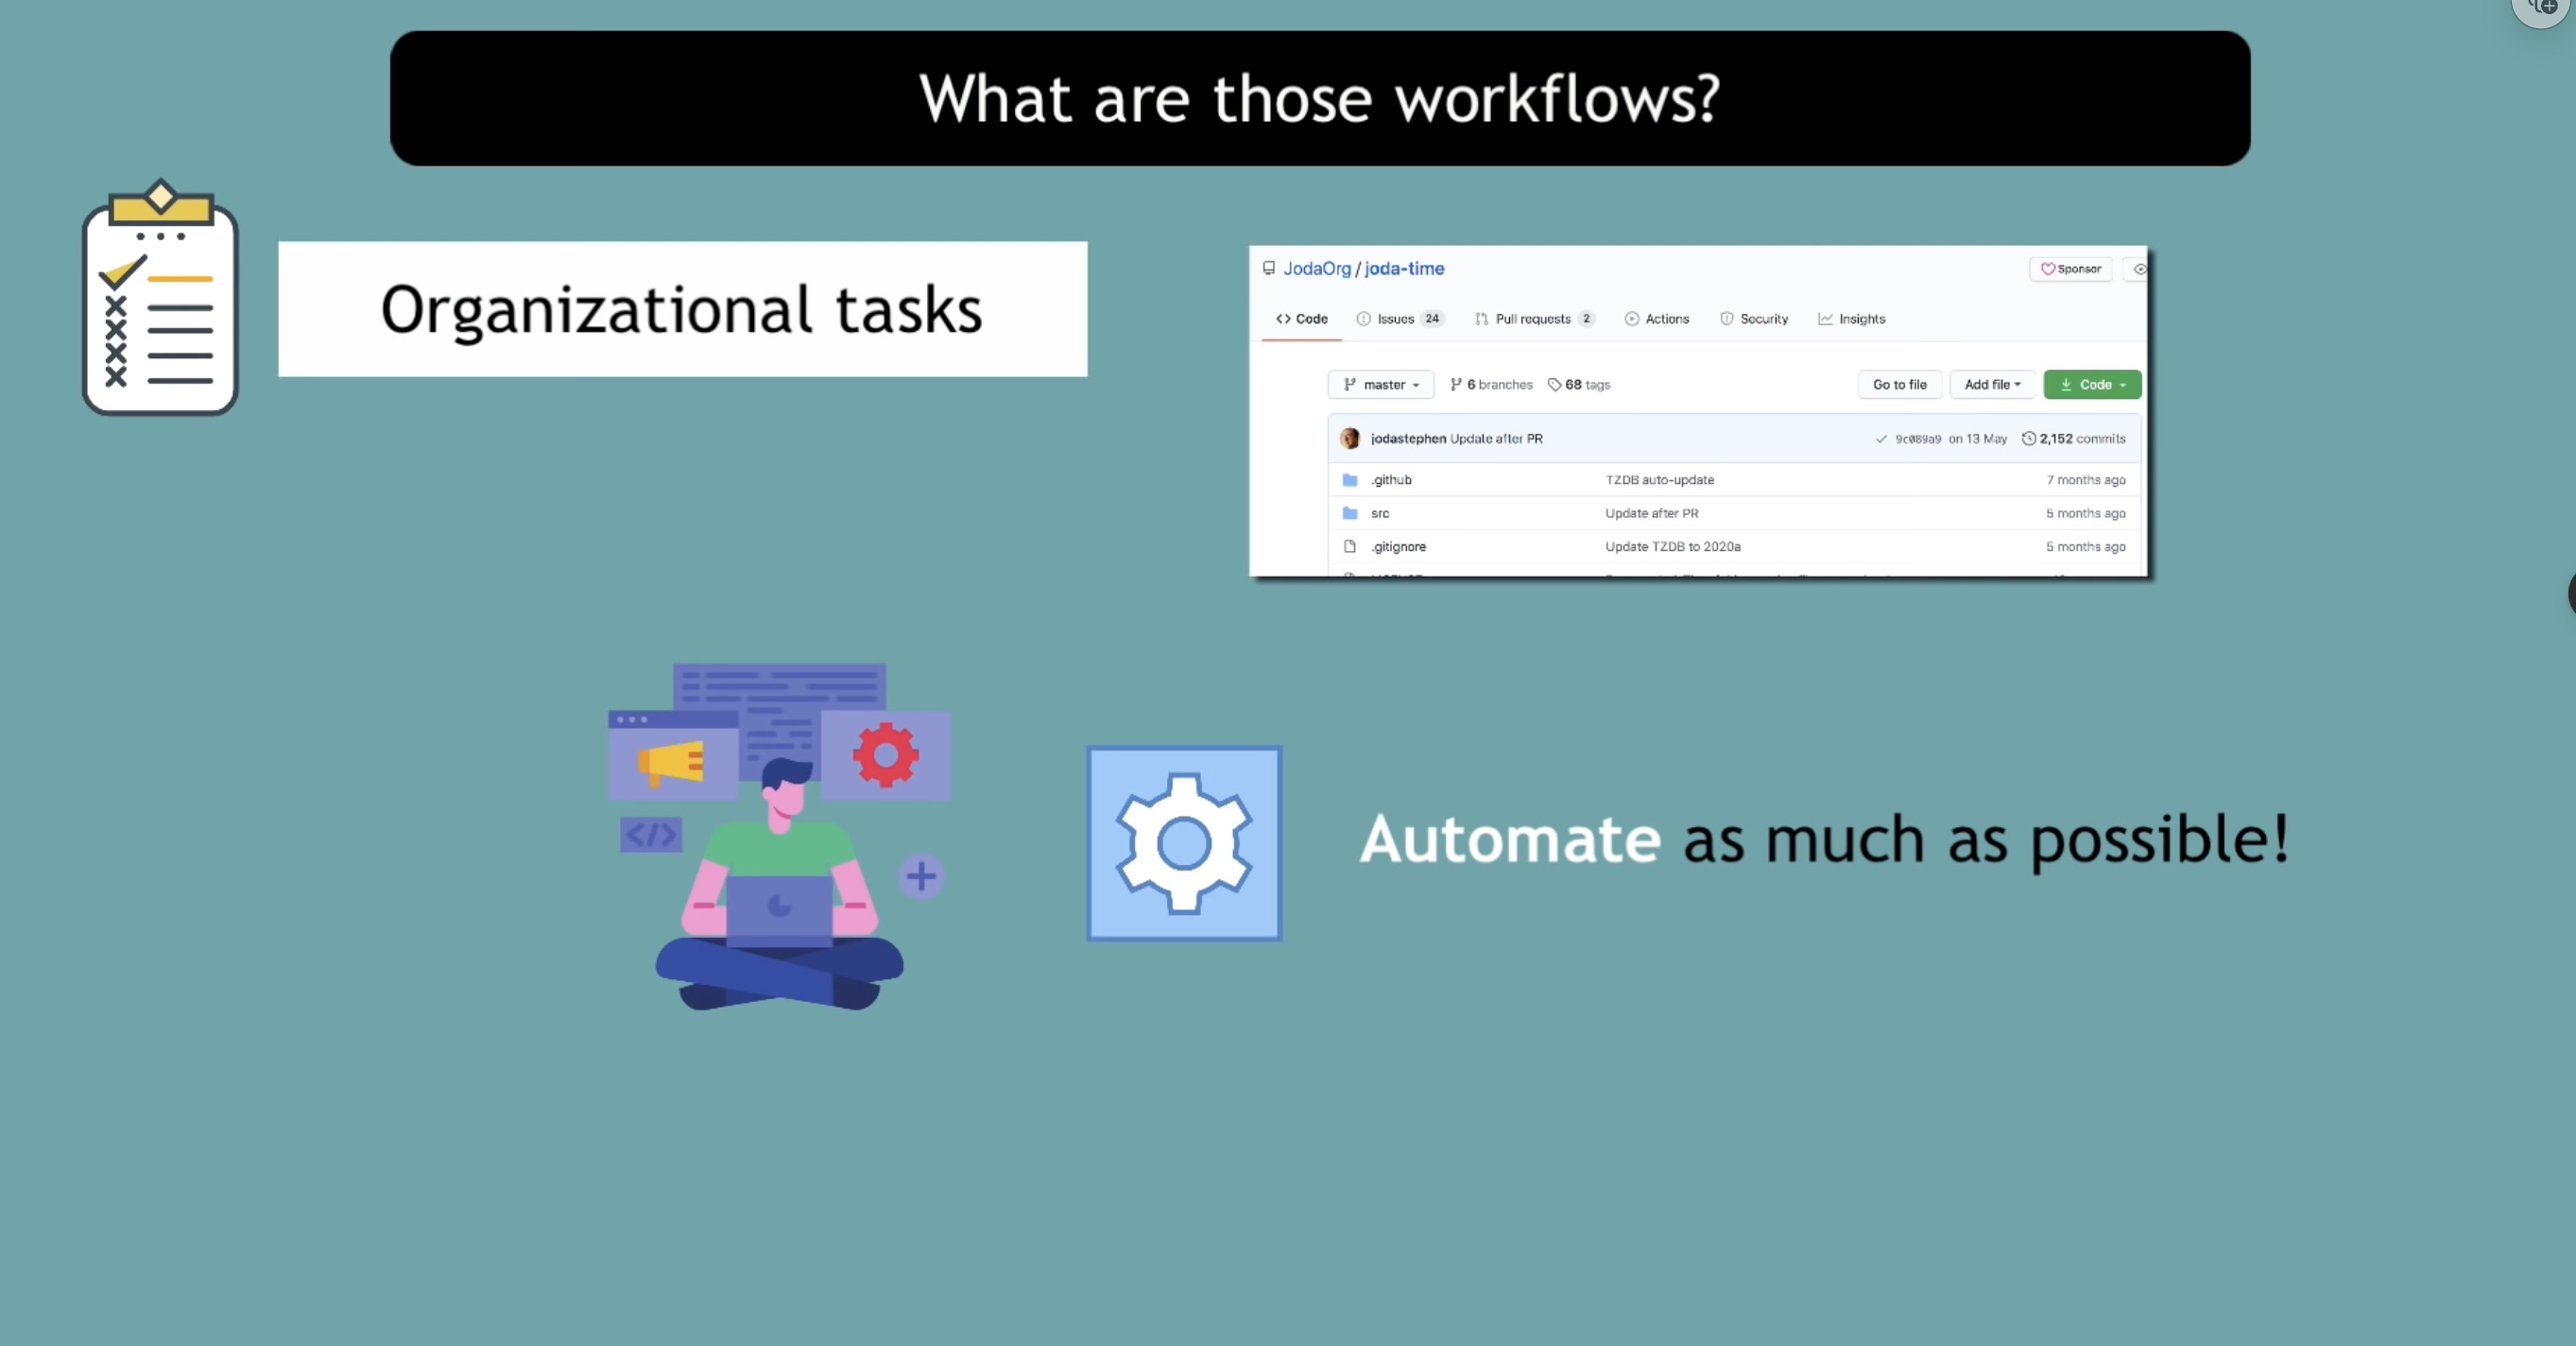 What are those workflows?
Organizational tasks
JodaOrg / joda-time
Sponsor
Code Issues 24 Pull requests 2 Actions Security Insights
master 6 branches 68 tags Go to file Add file Code
jodastephen Update after PR 9c089a9 on 13 May 2,152 commits
.github TZDB auto-update 7 months ago
src Update after PR 5 months ago
.gitignore Update TZDB to 2020a 5 months ago
</>
Automate as much as possible!